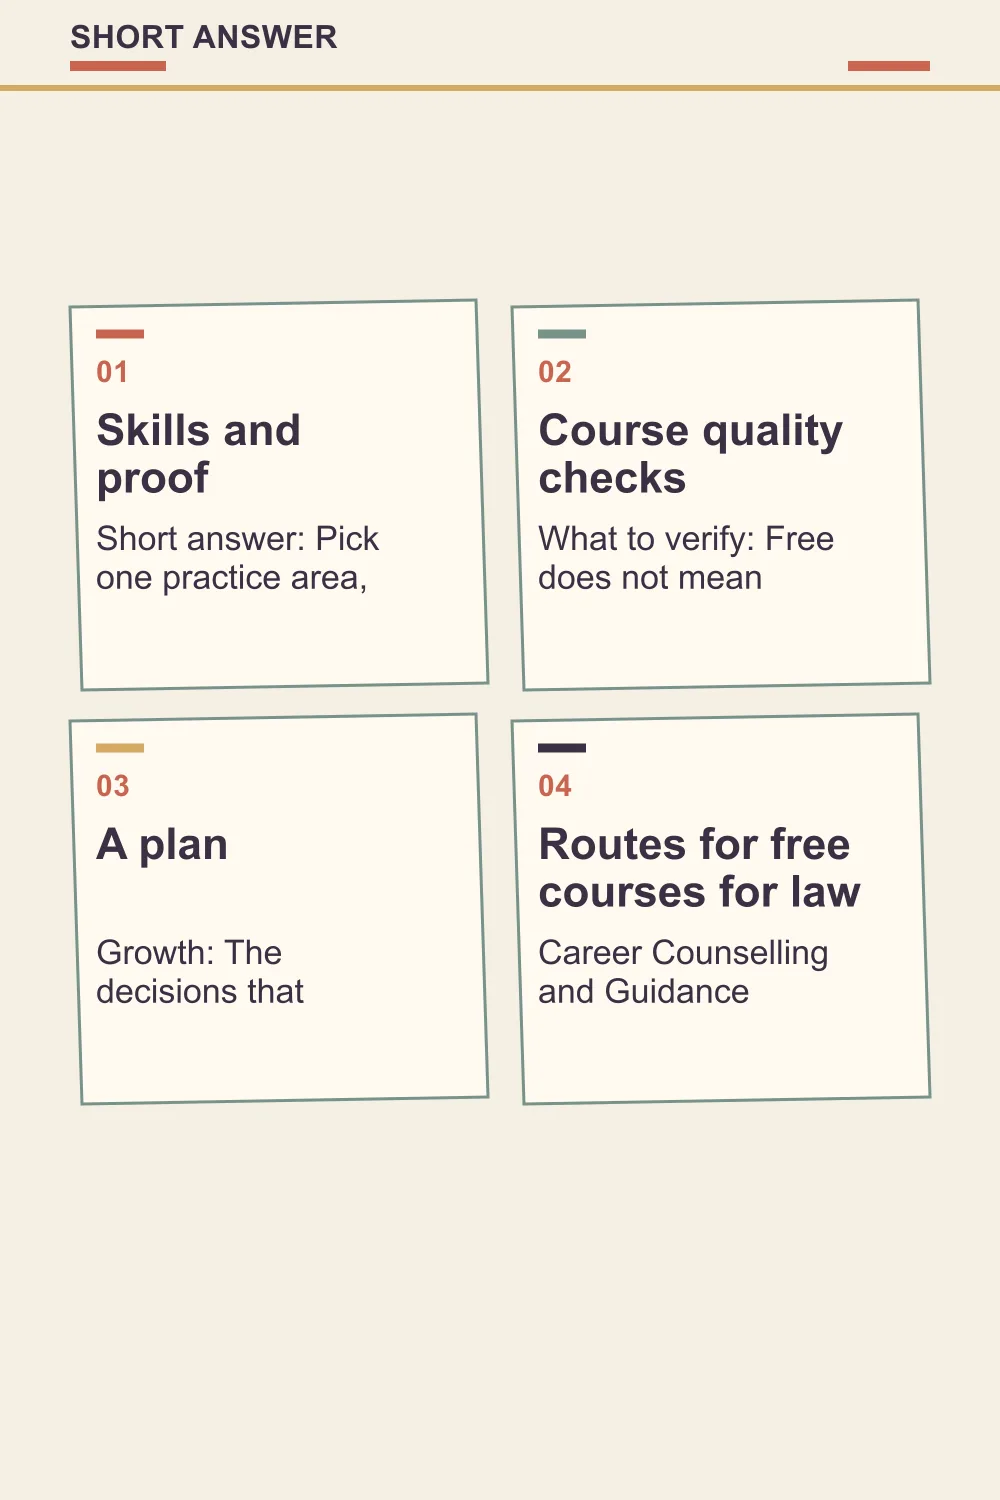 SHORT ANSWER
01
Skills and
proof
Short answer: Pick
one practice area,
02
Course quality
checks
What to verify: Free
does not mean
03
A plan
Growth: The
decisions that
04
Routes for free
courses for law
Career Counselling
and Guidance